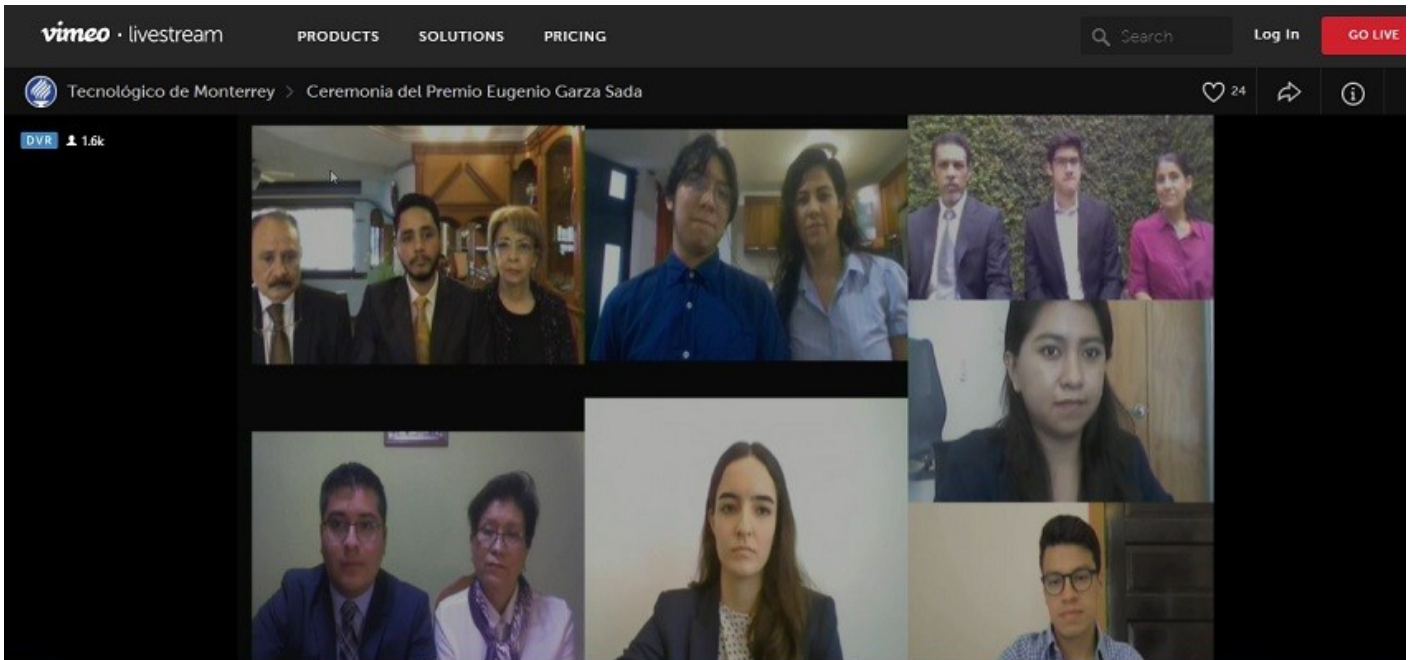 vimeo · livestream PRODUCTS SOLUTIONS PRICING Search Log In GO LIVE
Tecnológico de Monterrey > Ceremonia del Premio Eugenio Garza Sada 24
DVR 1.6k